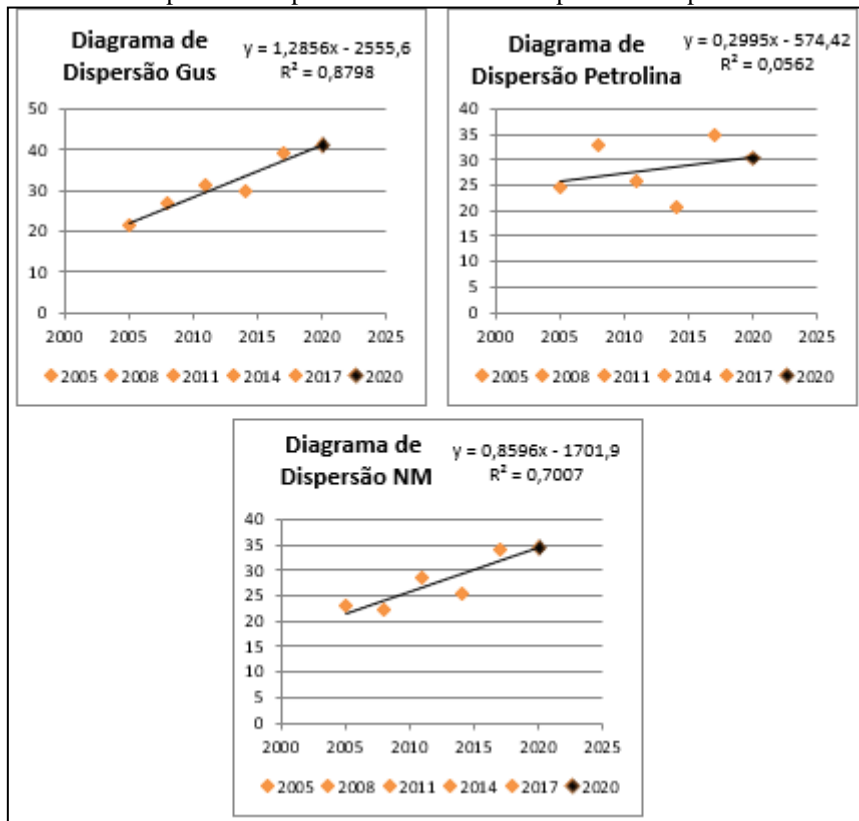 Diagrama de
Dispersão Gus
y = 1,2856x - 2555,6
R² = 0,8798
50
40
30
20
10
0
2000 2005 2010 2015 2020 2025
2005 2008 2011 2014 2017 2020
Diagrama de
Dispersão Petrolina
y = 0,2995x - 574,42
R² = 0,0562
40
35
30
25
20
15
10
5
0
2000 2005 2010 2015 2020 2025
2005 2008 2011 2014 2017 2020
Diagrama de
Dispersão NM
y = 0,8596x - 1701,9
R² = 0,7007
40
35
30
25
20
15
10
5
0
2000 2005 2010 2015 2020 2025
2005 2008 2011 2014 2017 2020